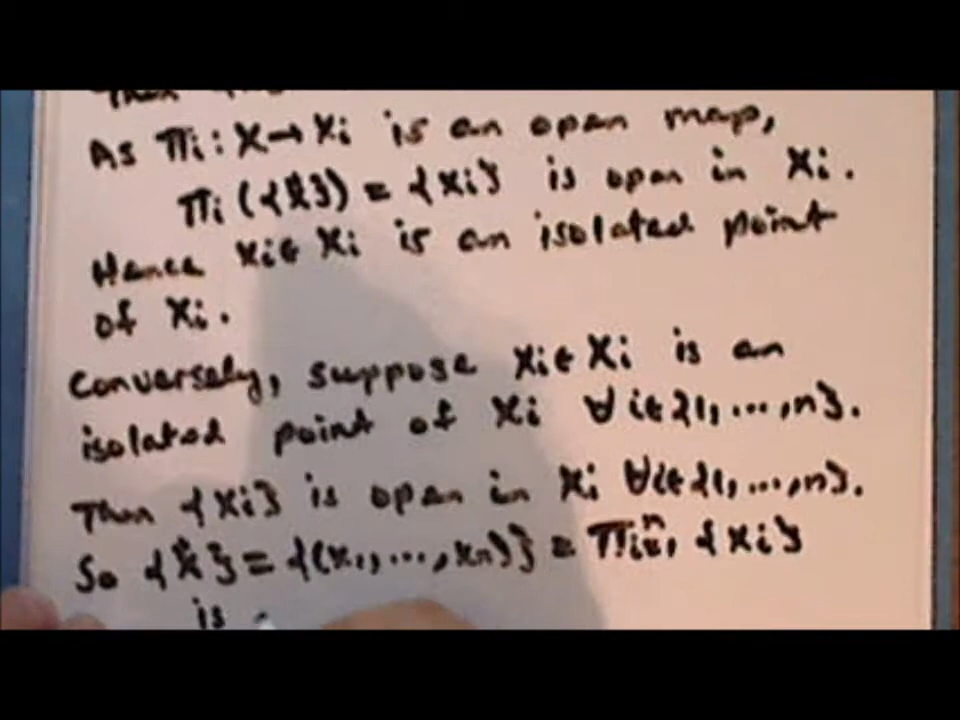 As πi : X → Xi is an open map,
πi ({x}) = {xi} is open in Xi.
Hence xi ∈ Xi is an isolated point
of Xi.
Conversely, suppose xi ∈ Xi is an
isolated point of Xi ∀ i ∈ {1, ..., n}.
Then {xi} is open in Xi ∀ i ∈ {1, ..., n}.
So {x} = {(x1, ..., xn)} = Πi=1^n {xi}
is